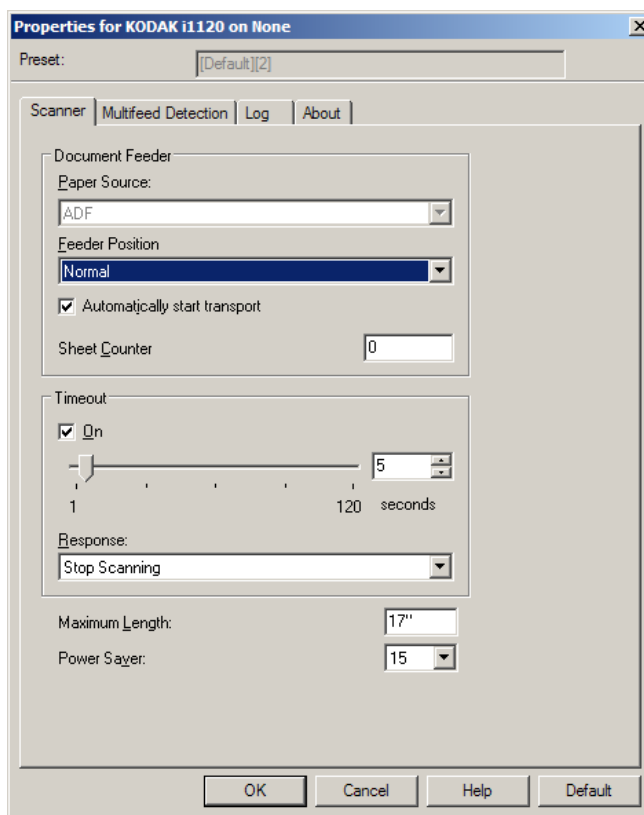 Properties for KODAK i1120 on None
Preset: [Default][2]
Scanner Multifeed Detection Log About
Document Feeder
Paper Source:
ADF
Feeder Position
Normal
Automatically start transport
Sheet Counter 0
Timeout
On
5
1 120 seconds
Response:
Stop Scanning
Maximum Length: 17"
Power Saver: 15
OK Cancel Help Default